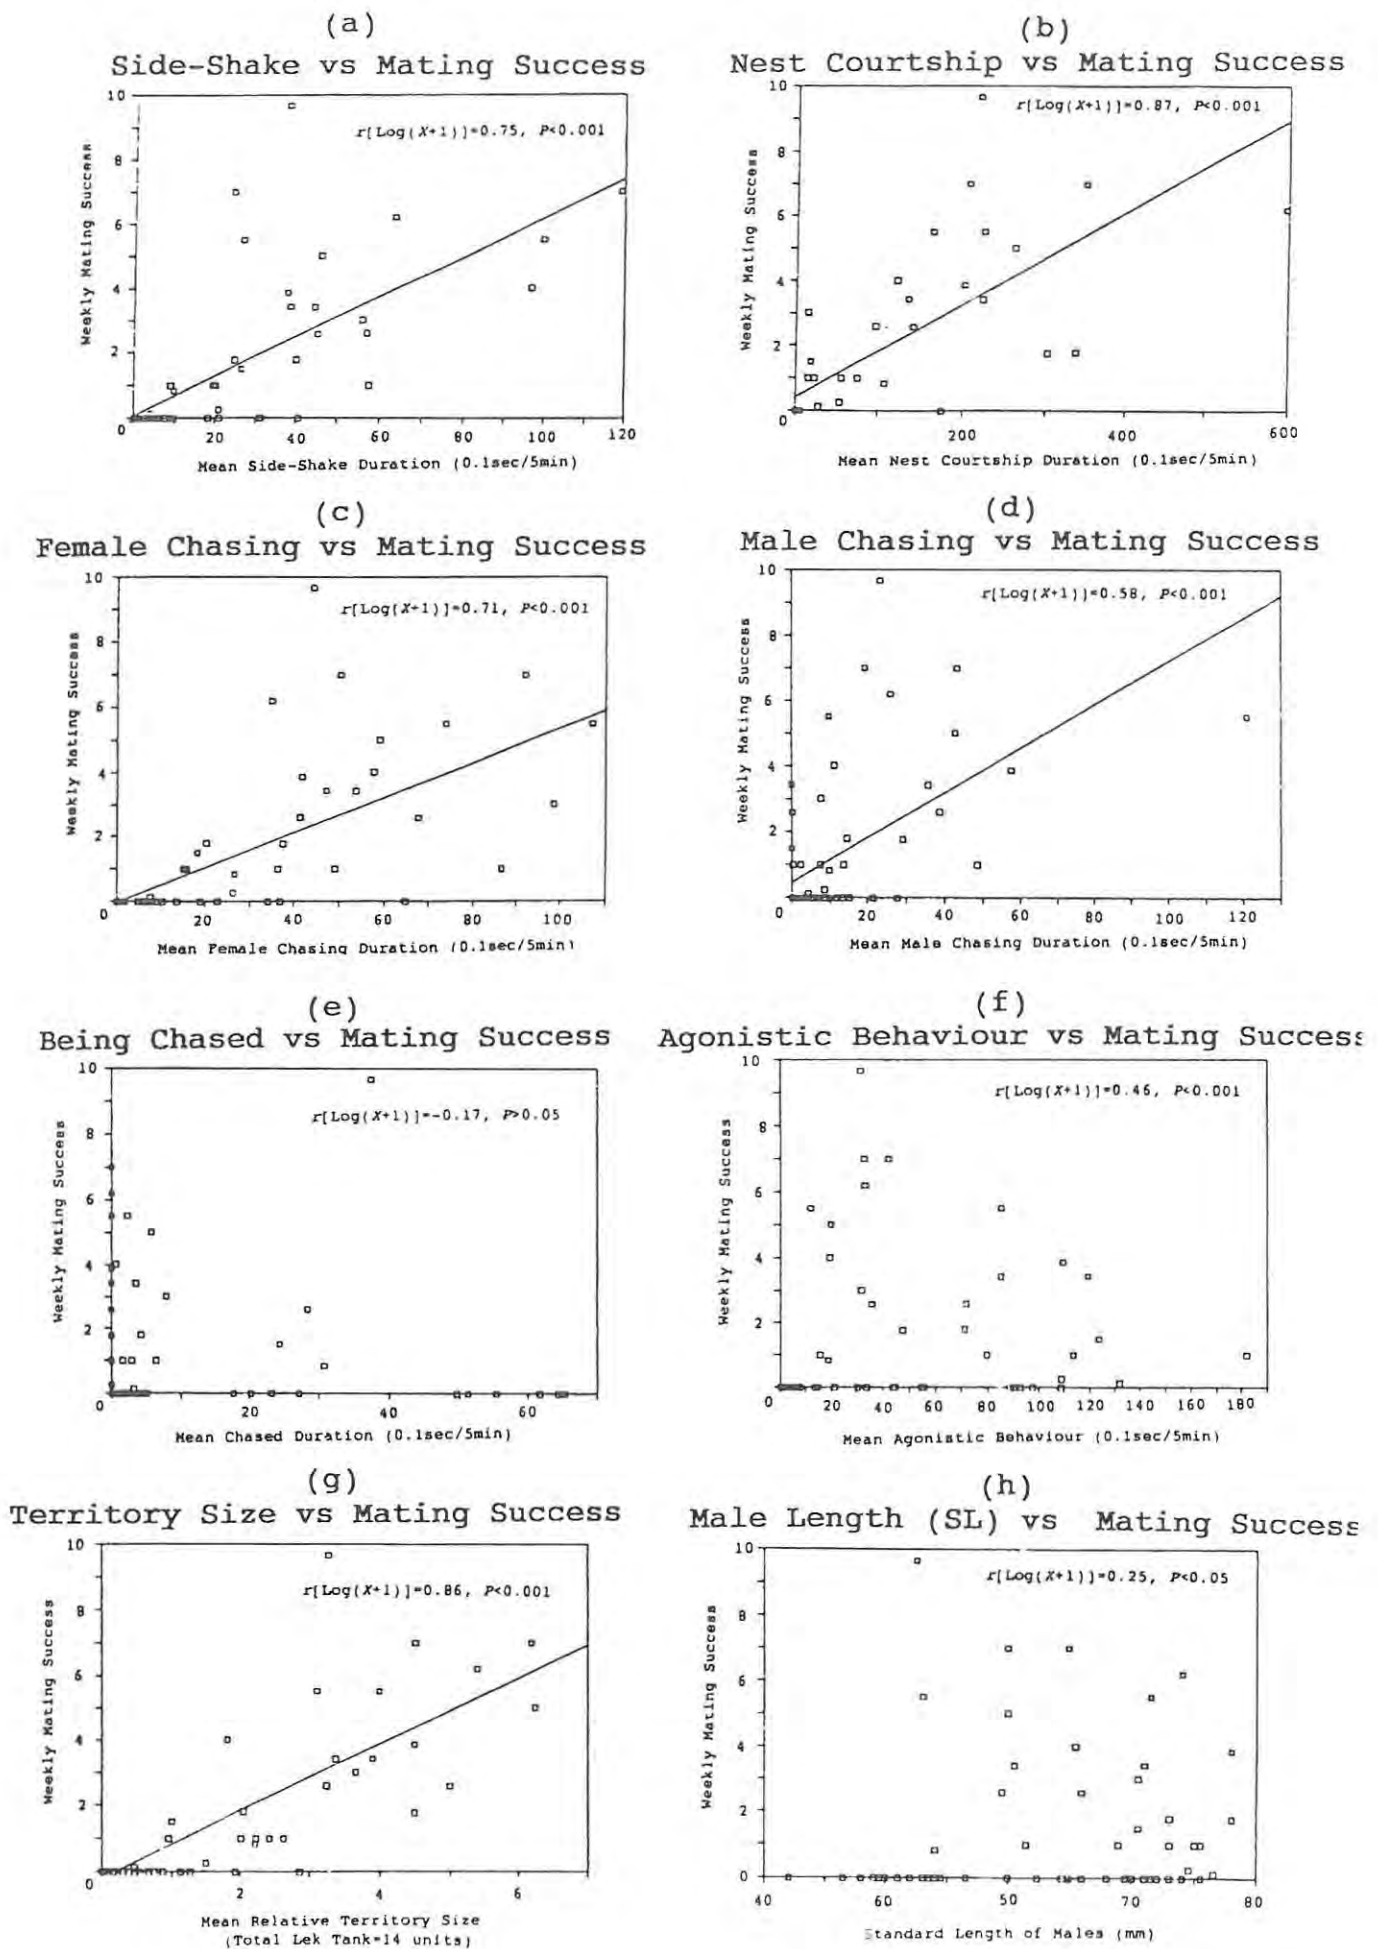 (a)
Side-Shake vs Mating Success
10
8
6
4
2
0
Weekly Mating Success
r[Log(X+1)]=0.75, P<0.001
20 40 60 80 100 120
Mean Side-Shake Duration (0.1sec/5min)
(b)
Nest Courtship vs Mating Success
10
8
6
4
2
0
Weekly Mating Success
r[Log(X+1)]=0.87, P<0.001
200 400 600
Mean Nest Courtship Duration (0.1sec/5min)
(c)
Female Chasing vs Mating Success
10
8
6
4
2
0
Weekly Mating Success
r[Log(X+1)]=0.71, P<0.001
20 40 60 80 100
Mean Female Chasing Duration (0.1sec/5min)
(d)
Male Chasing vs Mating Success
10
8
6
4
2
0
Weekly Mating Success
r[Log(X+1)]=0.58, P<0.001
20 40 60 80 100 120
Mean Male Chasing Duration (0.1sec/5min)
(e)
Being Chased vs Mating Success
10
8
6
4
2
0
Weekly Mating Success
r[Log(X+1)]=-0.17, P>0.05
20 40 60
Mean Chased Duration (0.1sec/5min)
(f)
Agonistic Behaviour vs Mating Success
10
8
6
4
2
0
Weekly Mating Success
r[Log(X+1)]=0.46, P<0.001
20 40 60 80 100 120 140 160 180
Mean Agonistic Behaviour (0.1sec/5min)
(g)
Territory Size vs Mating Success
10
8
6
4
2
0
Weekly Mating Success
r[Log(X+1)]=0.86, P<0.001
2 4 6
Mean Relative Territory Size
(Total Lek Tank=14 units)
(h)
Male Length (SL) vs Mating Success
10
8
6
4
2
0
Weekly Mating Success
r[Log(X+1)]=0.25, P<0.05
40 60 50 70 80
Standard Length of Males (mm)